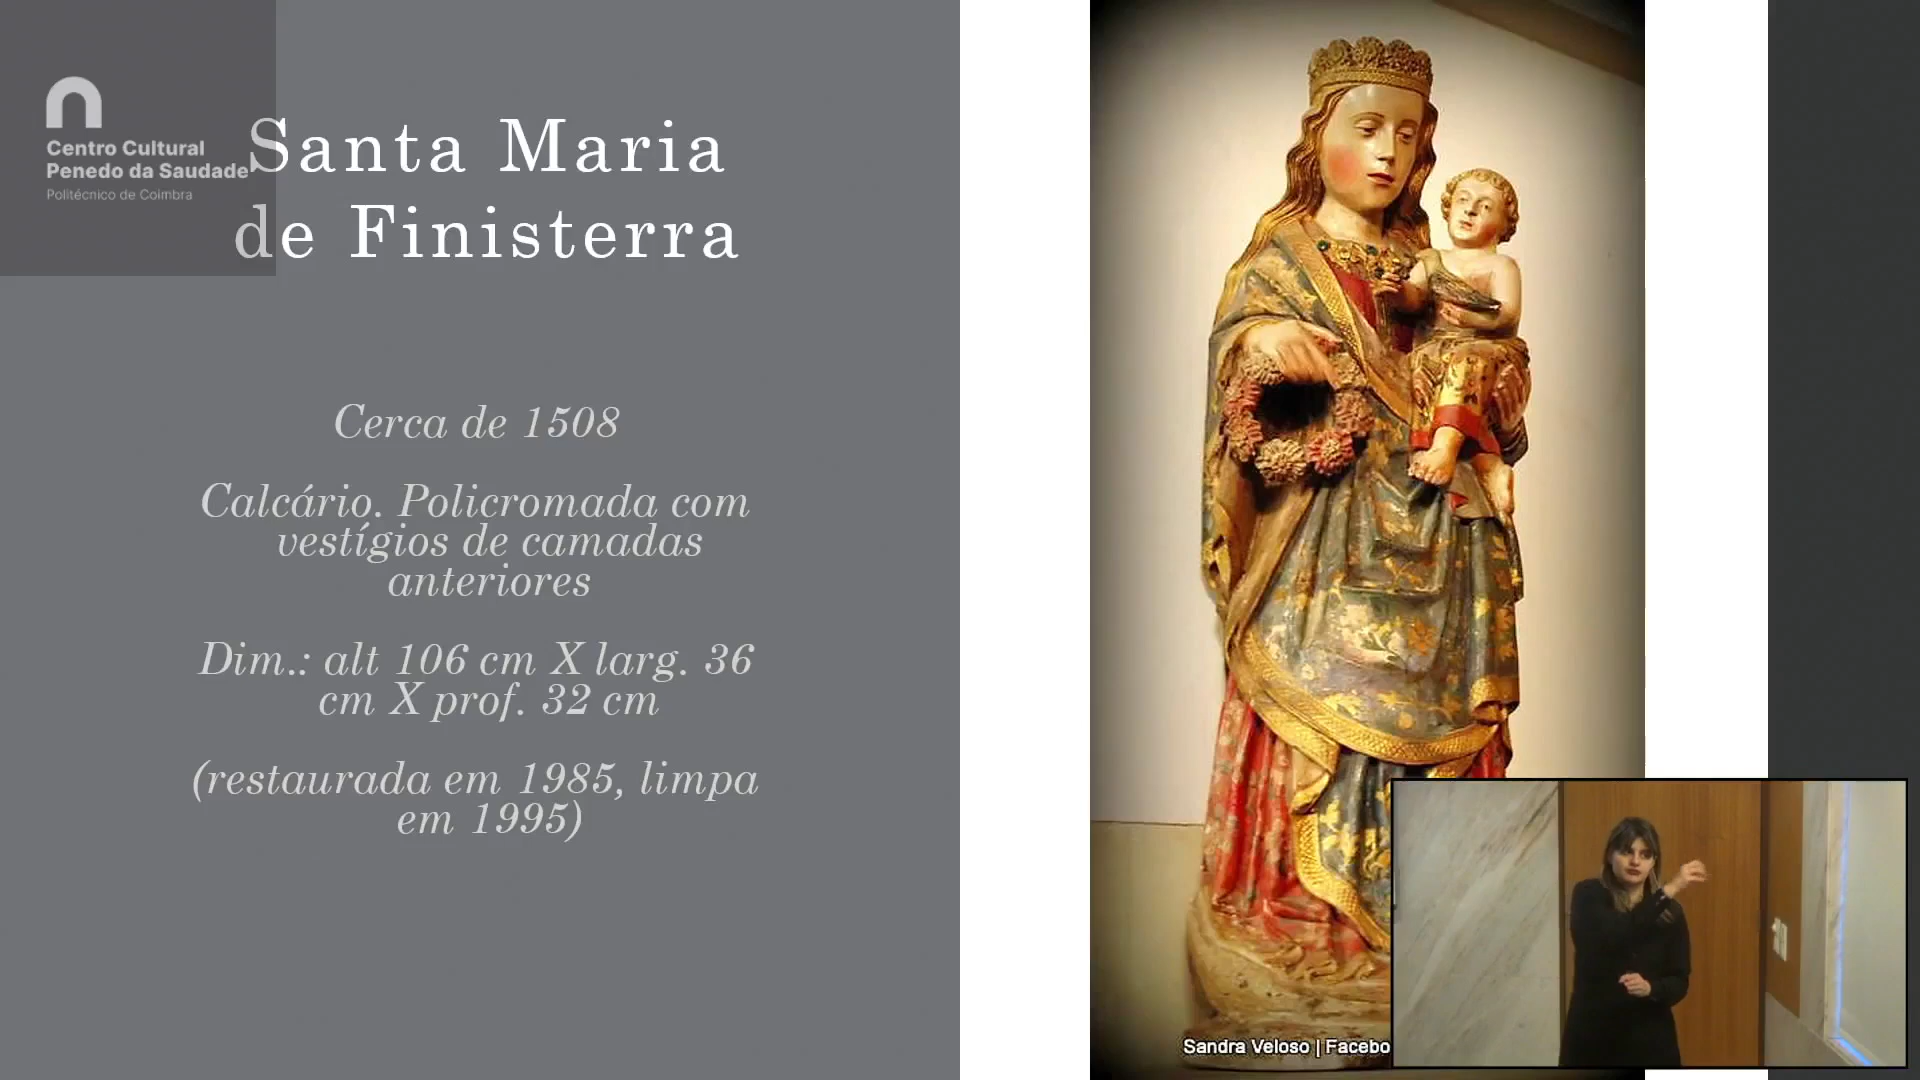 Centro Cultural
Penedo da Saudade
Politécnico de Coimbra
Santa Maria
de Finisterra
Cerca de 1508
Calcário. Policromada com
vestígios de camadas
anteriores
Dim.: alt 106 cm X larg. 36
cm X prof. 32 cm
(restaurada em 1985, limpa
em 1995)
Sandra Veloso | Facebo